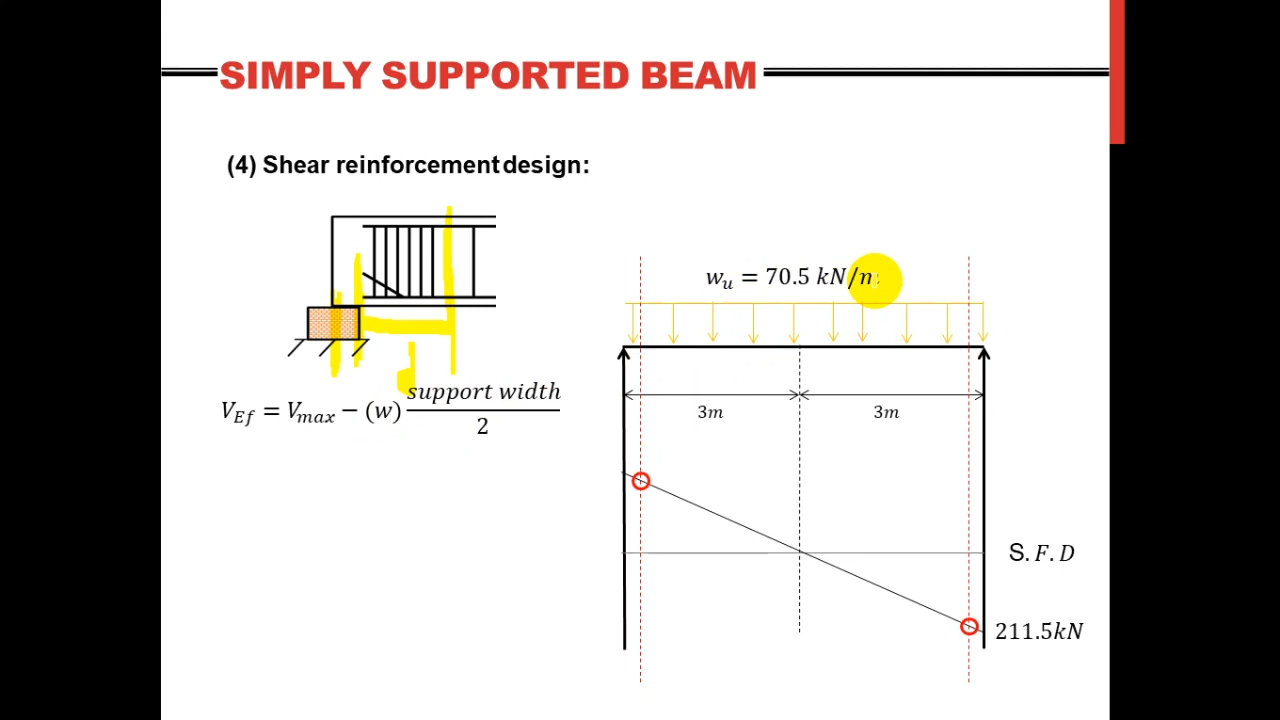 SIMPLY SUPPORTED BEAM
(4) Shear reinforcement design:
w_u = 70.5 kN/m
V_Ef = V_max − (w) support width / 2
3m 3m
S.F.D
211.5kN